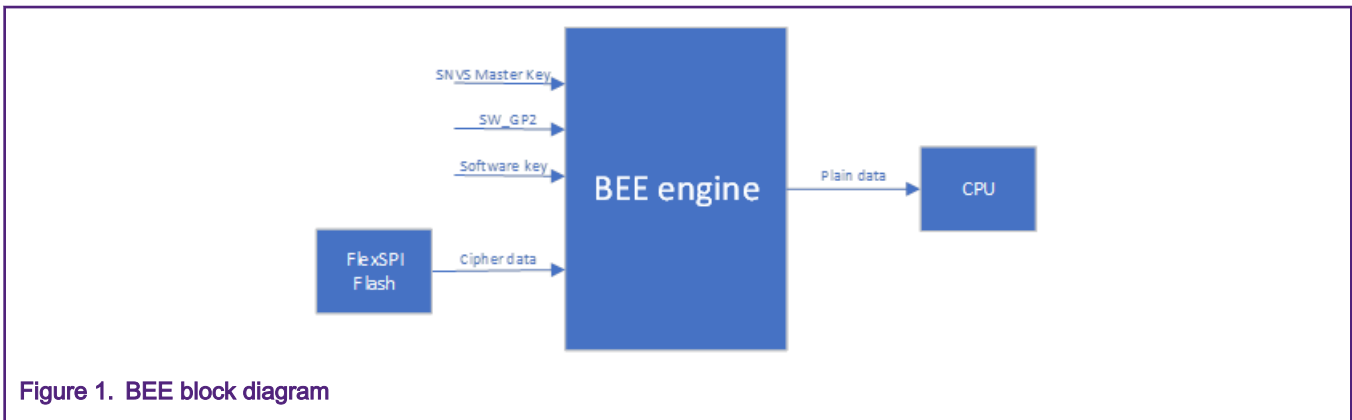 SNVS Master Key
SW_GP2
Software key
BEE engine
Plain data
CPU
FlexSPI
Flash
Cipher data
Figure 1. BEE block diagram